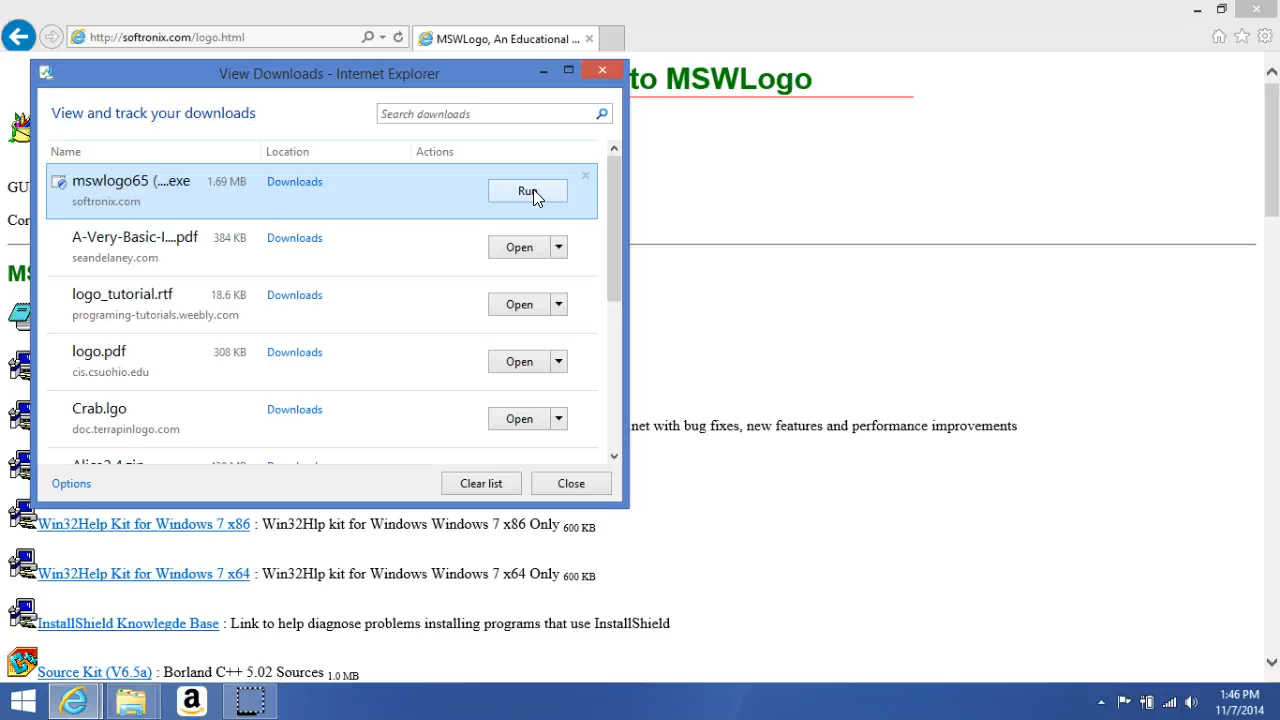 http://softronix.com/logo.html
MSWLogo, An Educational ...
to MSWLogo
View Downloads - Internet Explorer
View and track your downloads
Search downloads
Name
Location
Actions
mswlogo65 (....exe
1.69 MB
Downloads
Run
softronix.com
A-Very-Basic-I....pdf
384 KB
Downloads
Open
seandelaney.com
logo_tutorial.rtf
18.6 KB
Downloads
Open
programing-tutorials.weebly.com
logo.pdf
308 KB
Downloads
Open
cis.csuohio.edu
Crab.lgo
Downloads
Open
doc.terrapinlogo.com
Options
Clear list
Close
GU
Cor
MS
net with bug fixes, new features and performance improvements
Win32Help Kit for Windows 7 x86 : Win32Hlp kit for Windows Windows 7 x86 Only 600 KB
Win32Help Kit for Windows 7 x64 : Win32Hlp kit for Windows Windows 7 x64 Only 600 KB
InstallShield Knowlegde Base : Link to help diagnose problems installing programs that use InstallShield
Source Kit (V6.5a) : Borland C++ 5.02 Sources 1.0 MB
1:46 PM
11/7/2014